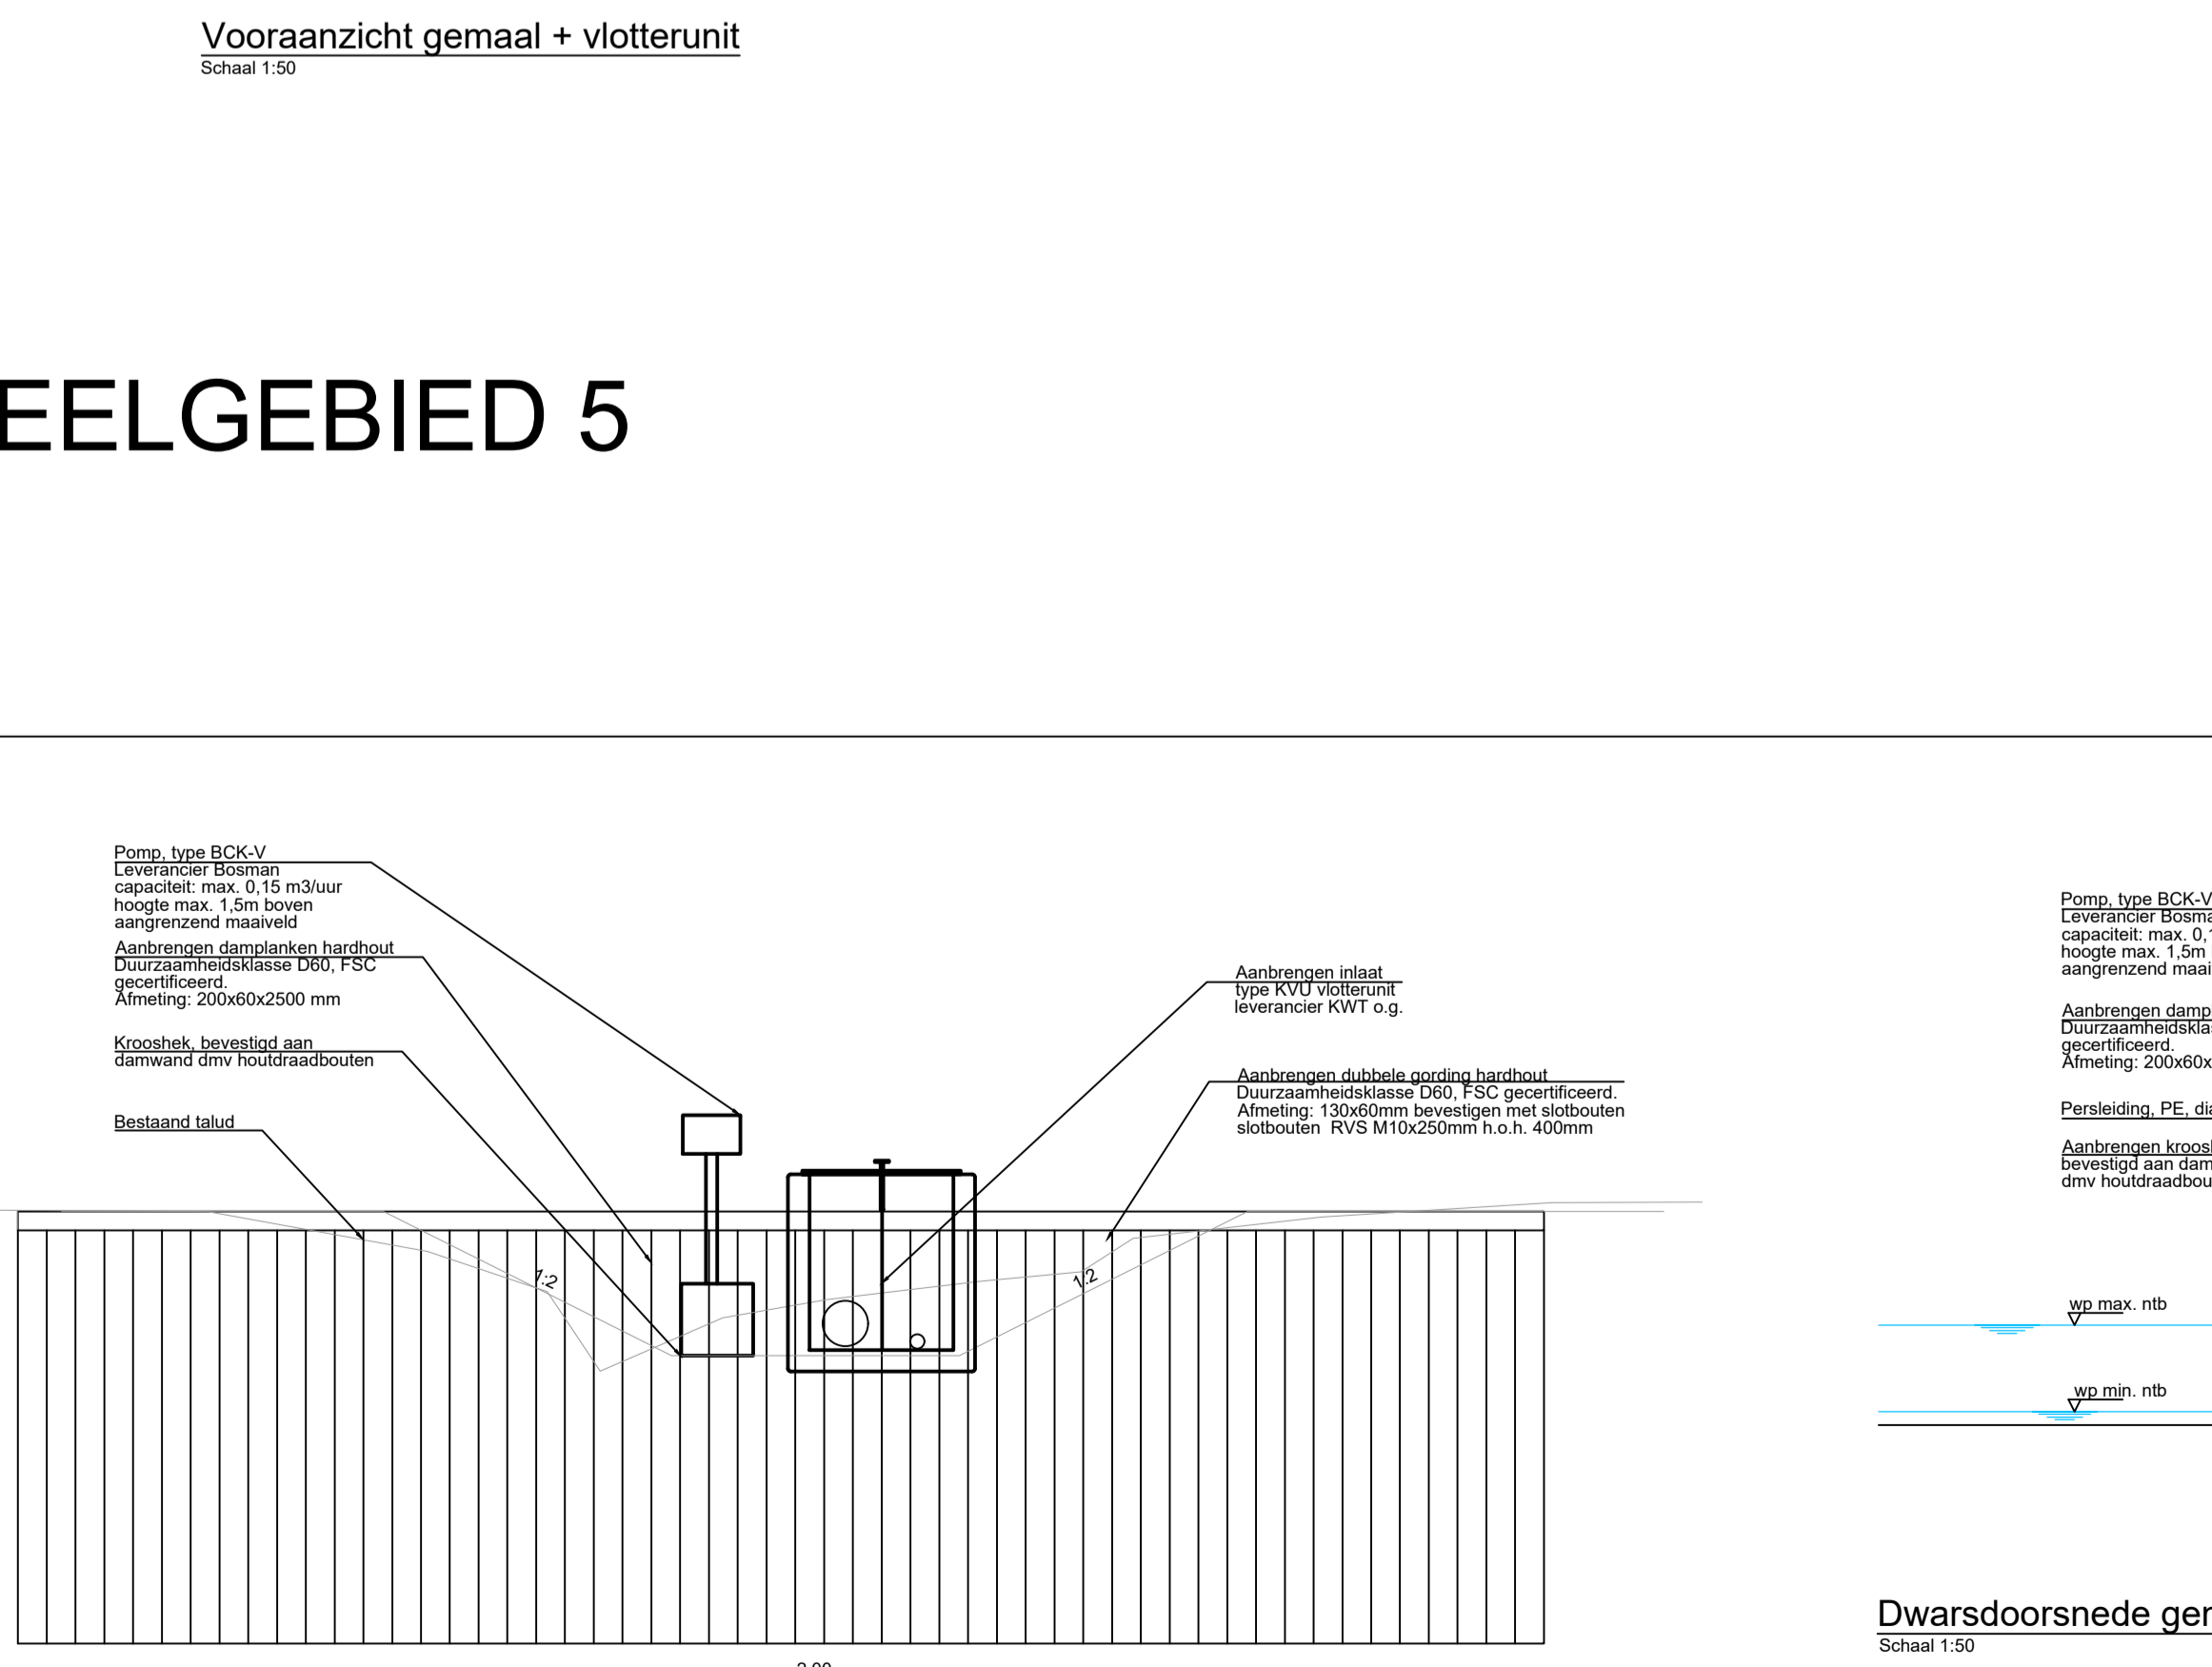 Vooraanzicht gemaal + vlotterunit
Schaal 1:50
EELGEBIED 5
Pomp, type BCK-V
Leverancier Bosman
capaciteit: max. 0,15 m3/uur
hoogte max. 1,5m boven
aangrenzend maaiveld
Aanbrengen damplanken hardhout
Duurzaamheidsklasse D60, FSC
gecertificeerd.
Afmeting: 200x60x2500 mm
Krooshek, bevestigd aan
damwand dmv houtdraadbouten
Bestaand talud
Aanbrengen inlaat
type KVU vlotterunit
leverancier KWT o.g.
Aanbrengen dubbele gording hardhout
Duurzaamheidsklasse D60, FSC gecertificeerd.
Afmeting: 130x60mm bevestigen met slotbouten
slotbouten RVS M10x250mm h.o.h. 400mm
1:2
1:2
Pomp, type BCK-V
Leverancier Bosma
capaciteit: max. 0,1
hoogte max. 1,5m
aangrenzend maai
Aanbrengen damp
Duurzaamheidskla
gecertificeerd.
Afmeting: 200x60x
Persleiding, PE, dia
Aanbrengen kroos
bevestigd aan dam
dmv houtdraadbou
wp max. ntb
wp min. ntb
Dwarsdoorsnede ge
Schaal 1:50